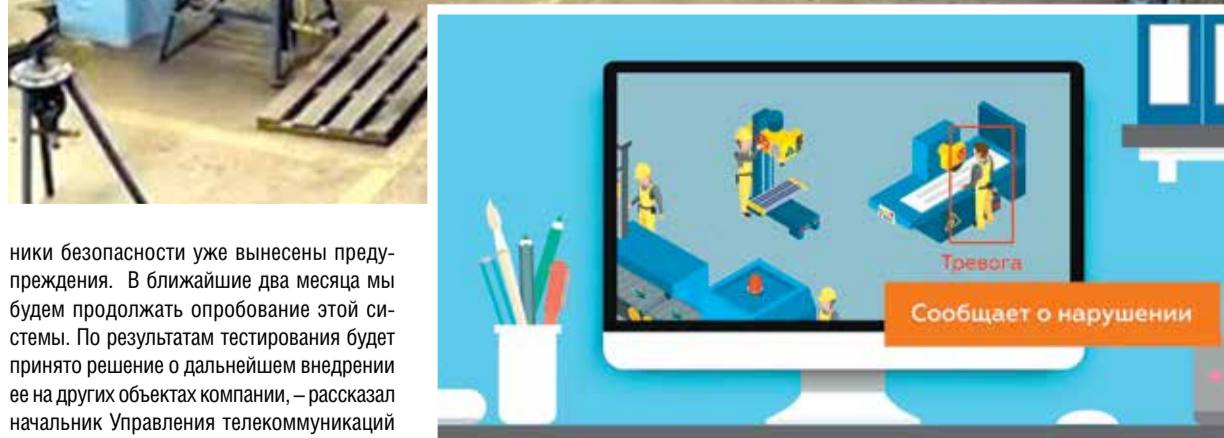 ники безопасности уже вынесены преду-
преждения. В ближайшие два месяца мы
будем продолжать опробование этой си-
стемы. По результатам тестирования будет
принято решение о дальнейшем внедрении
ее на других объектах компании, – рассказал
начальник Управления телекоммуникаций
Тревога
Сообщает о нарушении